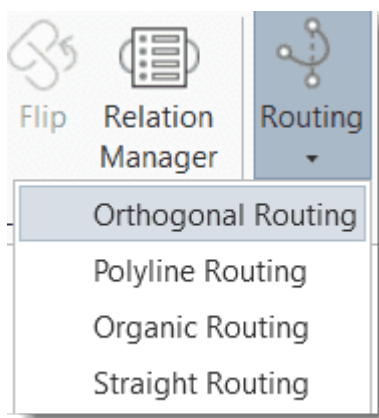 Flip
Relation
Manager
Routing
Orthogonal Routing
Polyline Routing
Organic Routing
Straight Routing